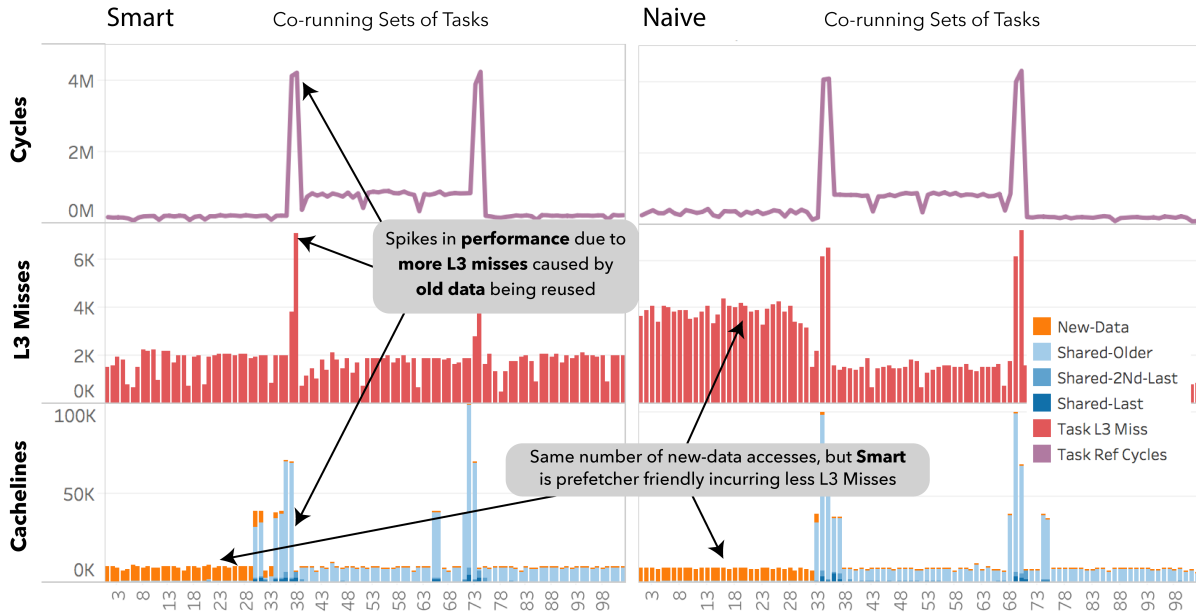 Smart
Co-running Sets of Tasks
Naive
Co-running Sets of Tasks
Cycles
4M
2M
0M
Spikes in performance due to
more L3 misses caused by
old data being reused
L3 Misses
6K
4K
2K
0K
New-Data
Shared-Older
Shared-2Nd-Last
Shared-Last
Task L3 Miss
Task Ref Cycles
Same number of new-data accesses, but Smart
is prefetcher friendly incurring less L3 Misses
Cachelines
100K
50K
0K
3 8 13 18 23 28 33 38 43 48 53 58 63 68 73 78 83 88 93 98
3 8 13 18 23 28 33 38 43 48 53 58 63 68 73 78 83 88 93 98